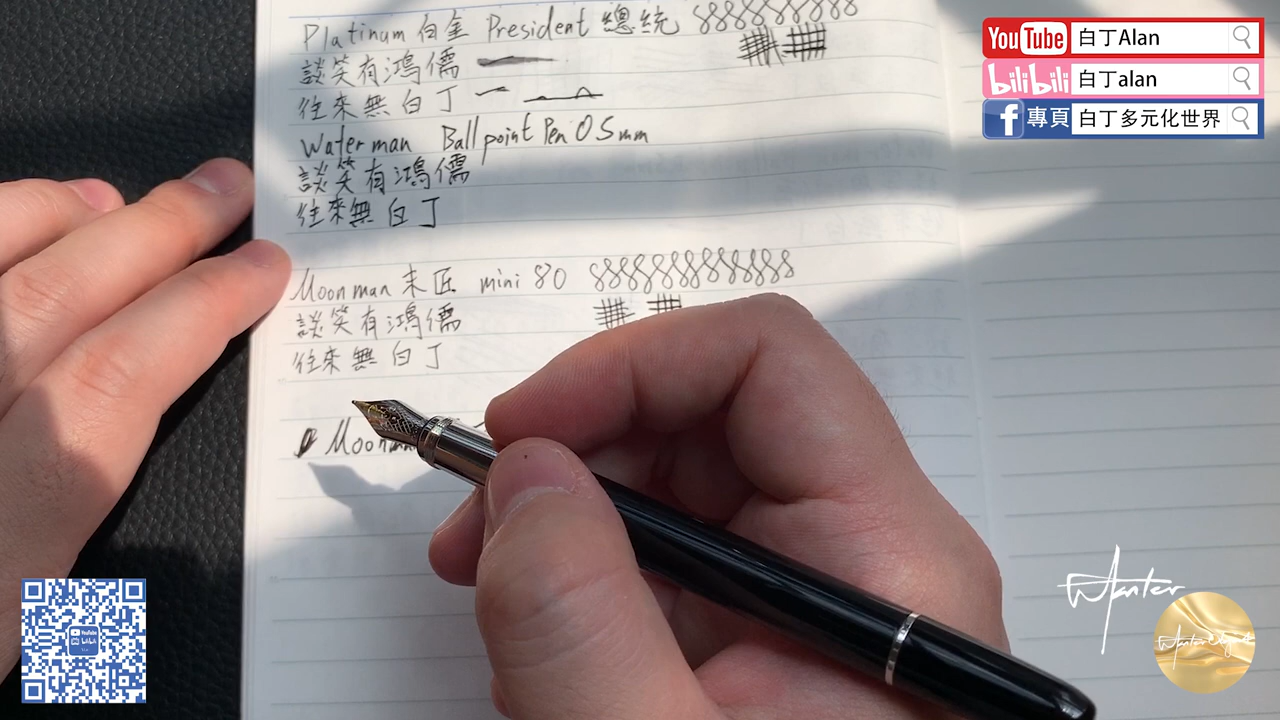 Platinum 白金 President 總統
談笑有鴻儒
往來無白丁
Waterman Ballpoint Pen 0.5mm
談笑有鴻儒
往來無白丁
Moonman 末匠 mini 80
談笑有鴻儒
往來無白丁
Moonman
YouTube 白丁Alan
bilibili 白丁alan
f 專頁 白丁多元化世界